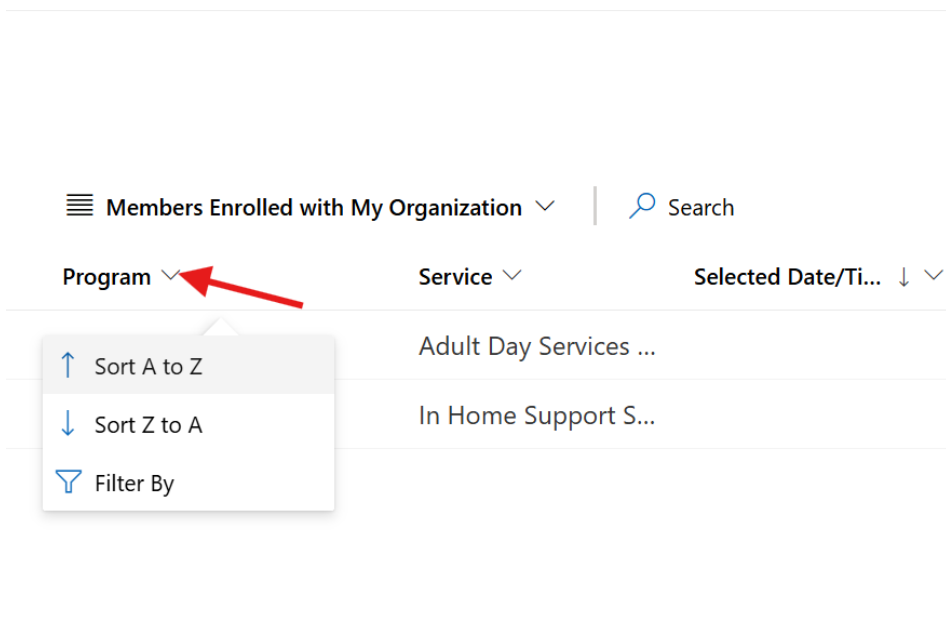 Members Enrolled with My Organization
Search
Program
Service
Selected Date/Ti...
Sort A to Z
Adult Day Services ...
Sort Z to A
In Home Support S...
Filter By